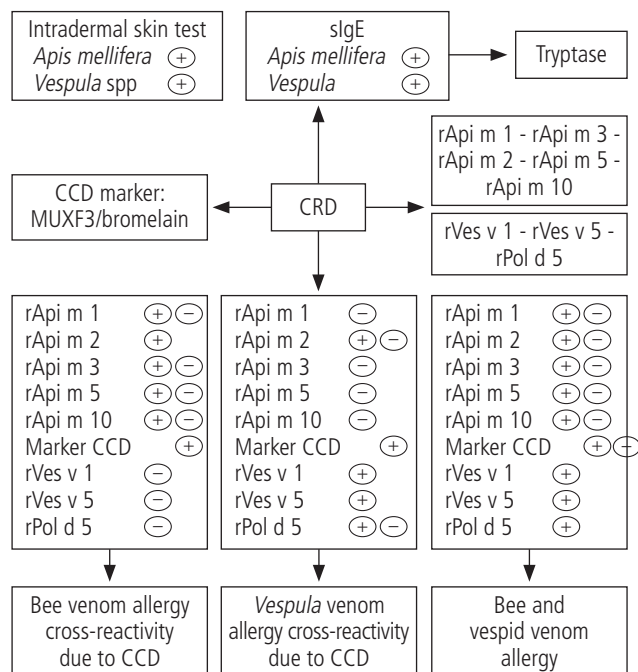 Intradermal skin test
Apis mellifera +
Vespula spp +
sIgE
Apis mellifera +
Vespula +
Tryptase
rApi m 1 - rApi m 3 -
rApi m 2 - rApi m 5 -
rApi m 10
CCD marker:
MUXF3/bromelain
CRD
rVes v 1 - rVes v 5 -
rPol d 5
rApi m 1 + −
rApi m 2 +
rApi m 3 + −
rApi m 5 + −
rApi m 10 + −
Marker CCD +
rVes v 1 −
rVes v 5 −
rPol d 5 −
rApi m 1 −
rApi m 2 + −
rApi m 3 −
rApi m 5 −
rApi m 10 −
Marker CCD +
rVes v 1 +
rVes v 5 +
rPol d 5 + −
rApi m 1 + −
rApi m 2 + −
rApi m 3 + −
rApi m 5 + −
rApi m 10 + −
Marker CCD + −
rVes v 1 +
rVes v 5 +
rPol d 5 +
Bee venom allergy
cross-reactivity
due to CCD
Vespula venom
allergy cross-reactivity
due to CCD
Bee and
vespid venom
allergy